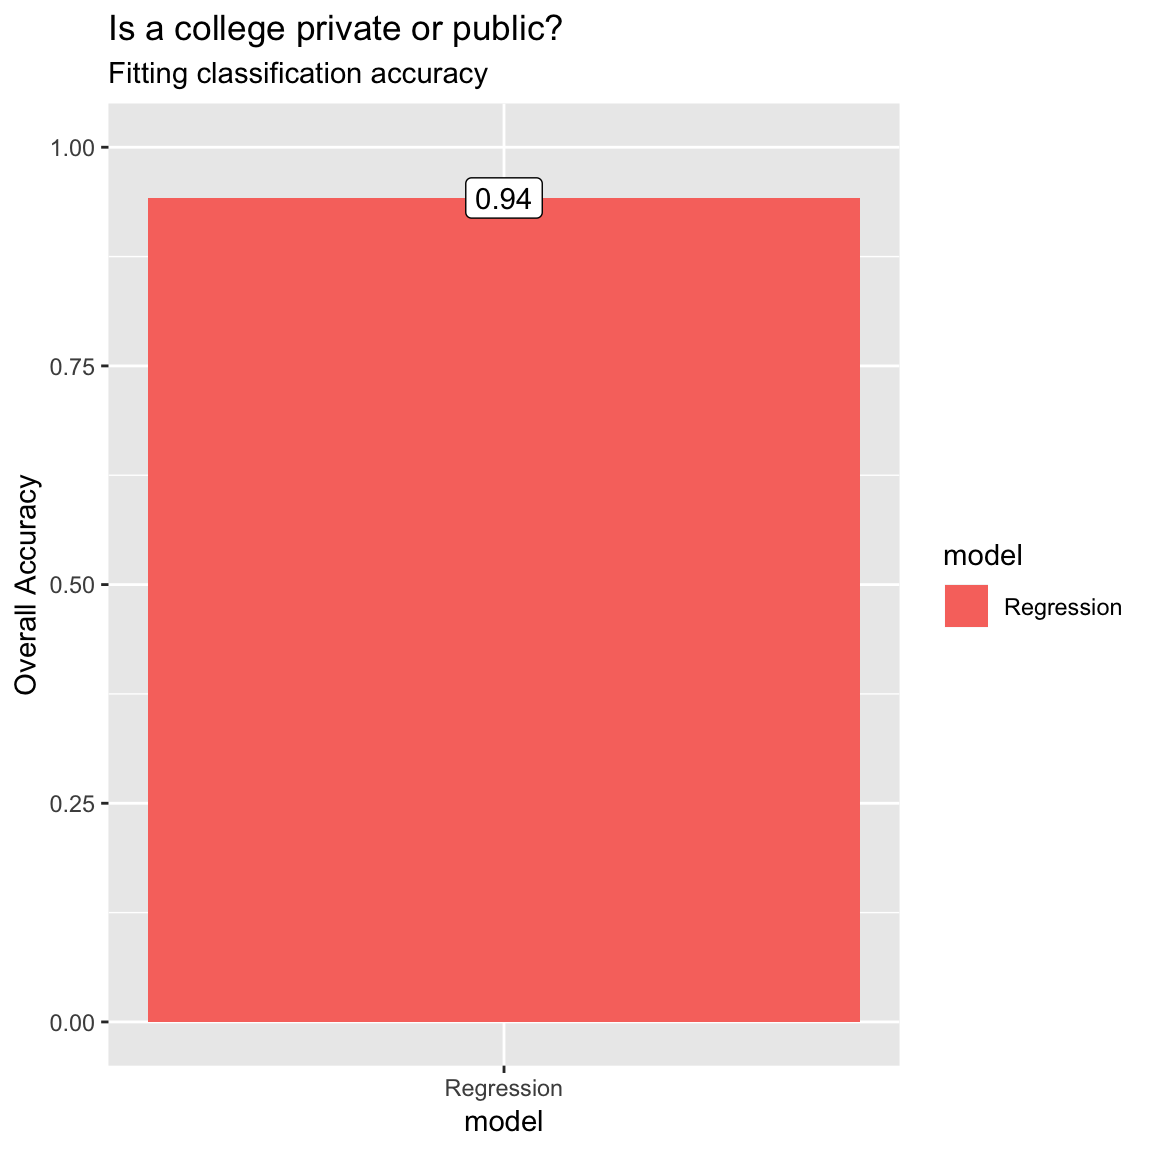 Is a college private or public?
Fitting classification accuracy
Overall Accuracy
1.00
0.75
0.50
0.25
0.00
0.94
Regression
model
model
Regression